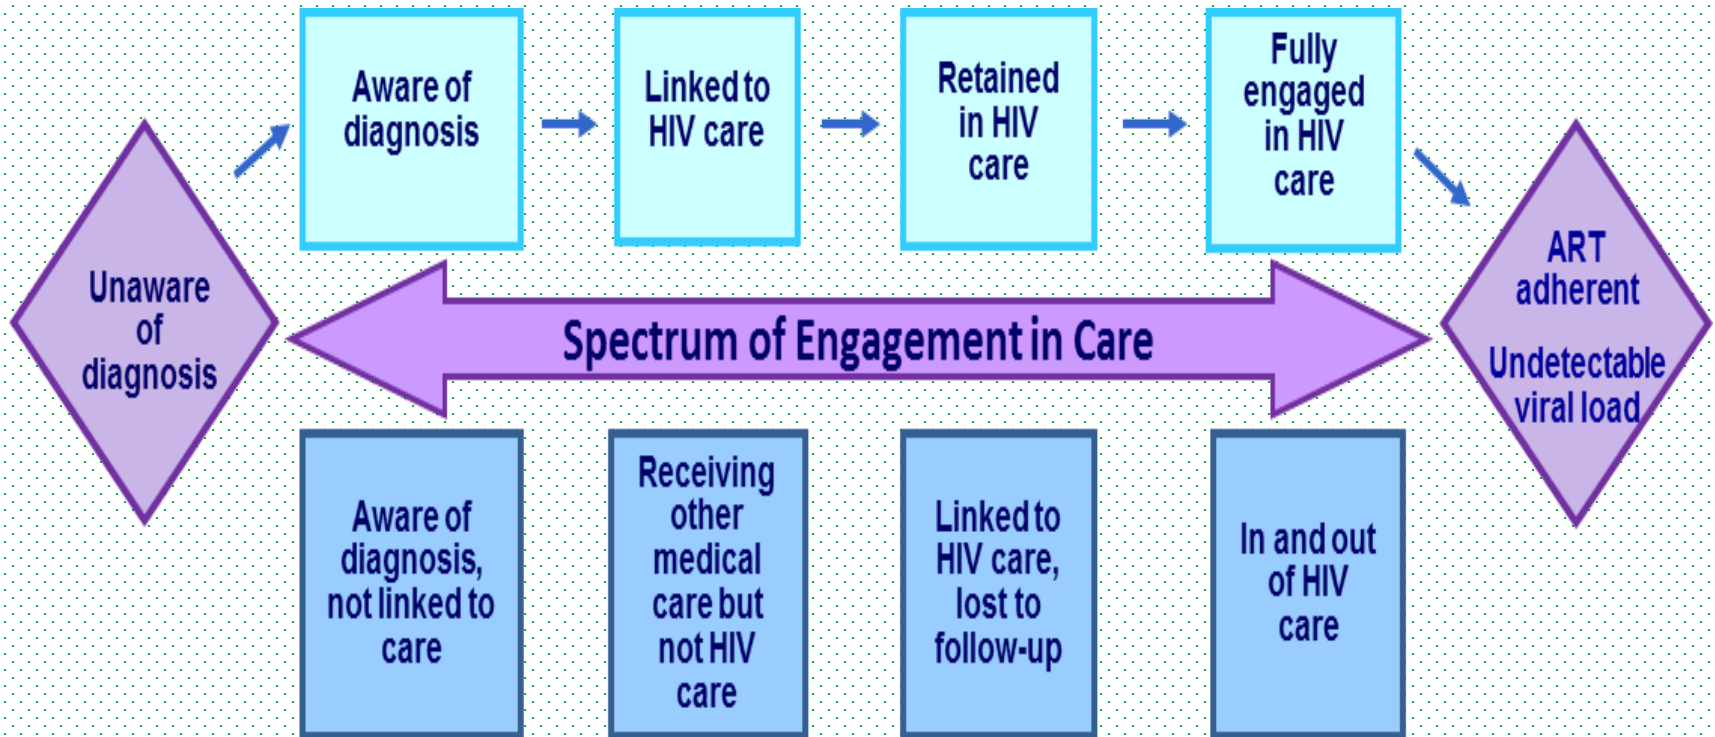 Aware of
diagnosis
Linked to
HIV care
Retained
in HIV
care
Fully
engaged
in HIV
care
Unaware
of
diagnosis
Spectrum of Engagement in Care
ART
adherent
Undetectable
viral load
Aware of
diagnosis,
not linked to
care
Receiving
other
medical
care but
not HIV
care
Linked to
HIV care,
lost to
follow-up
In and out
of HIV
care